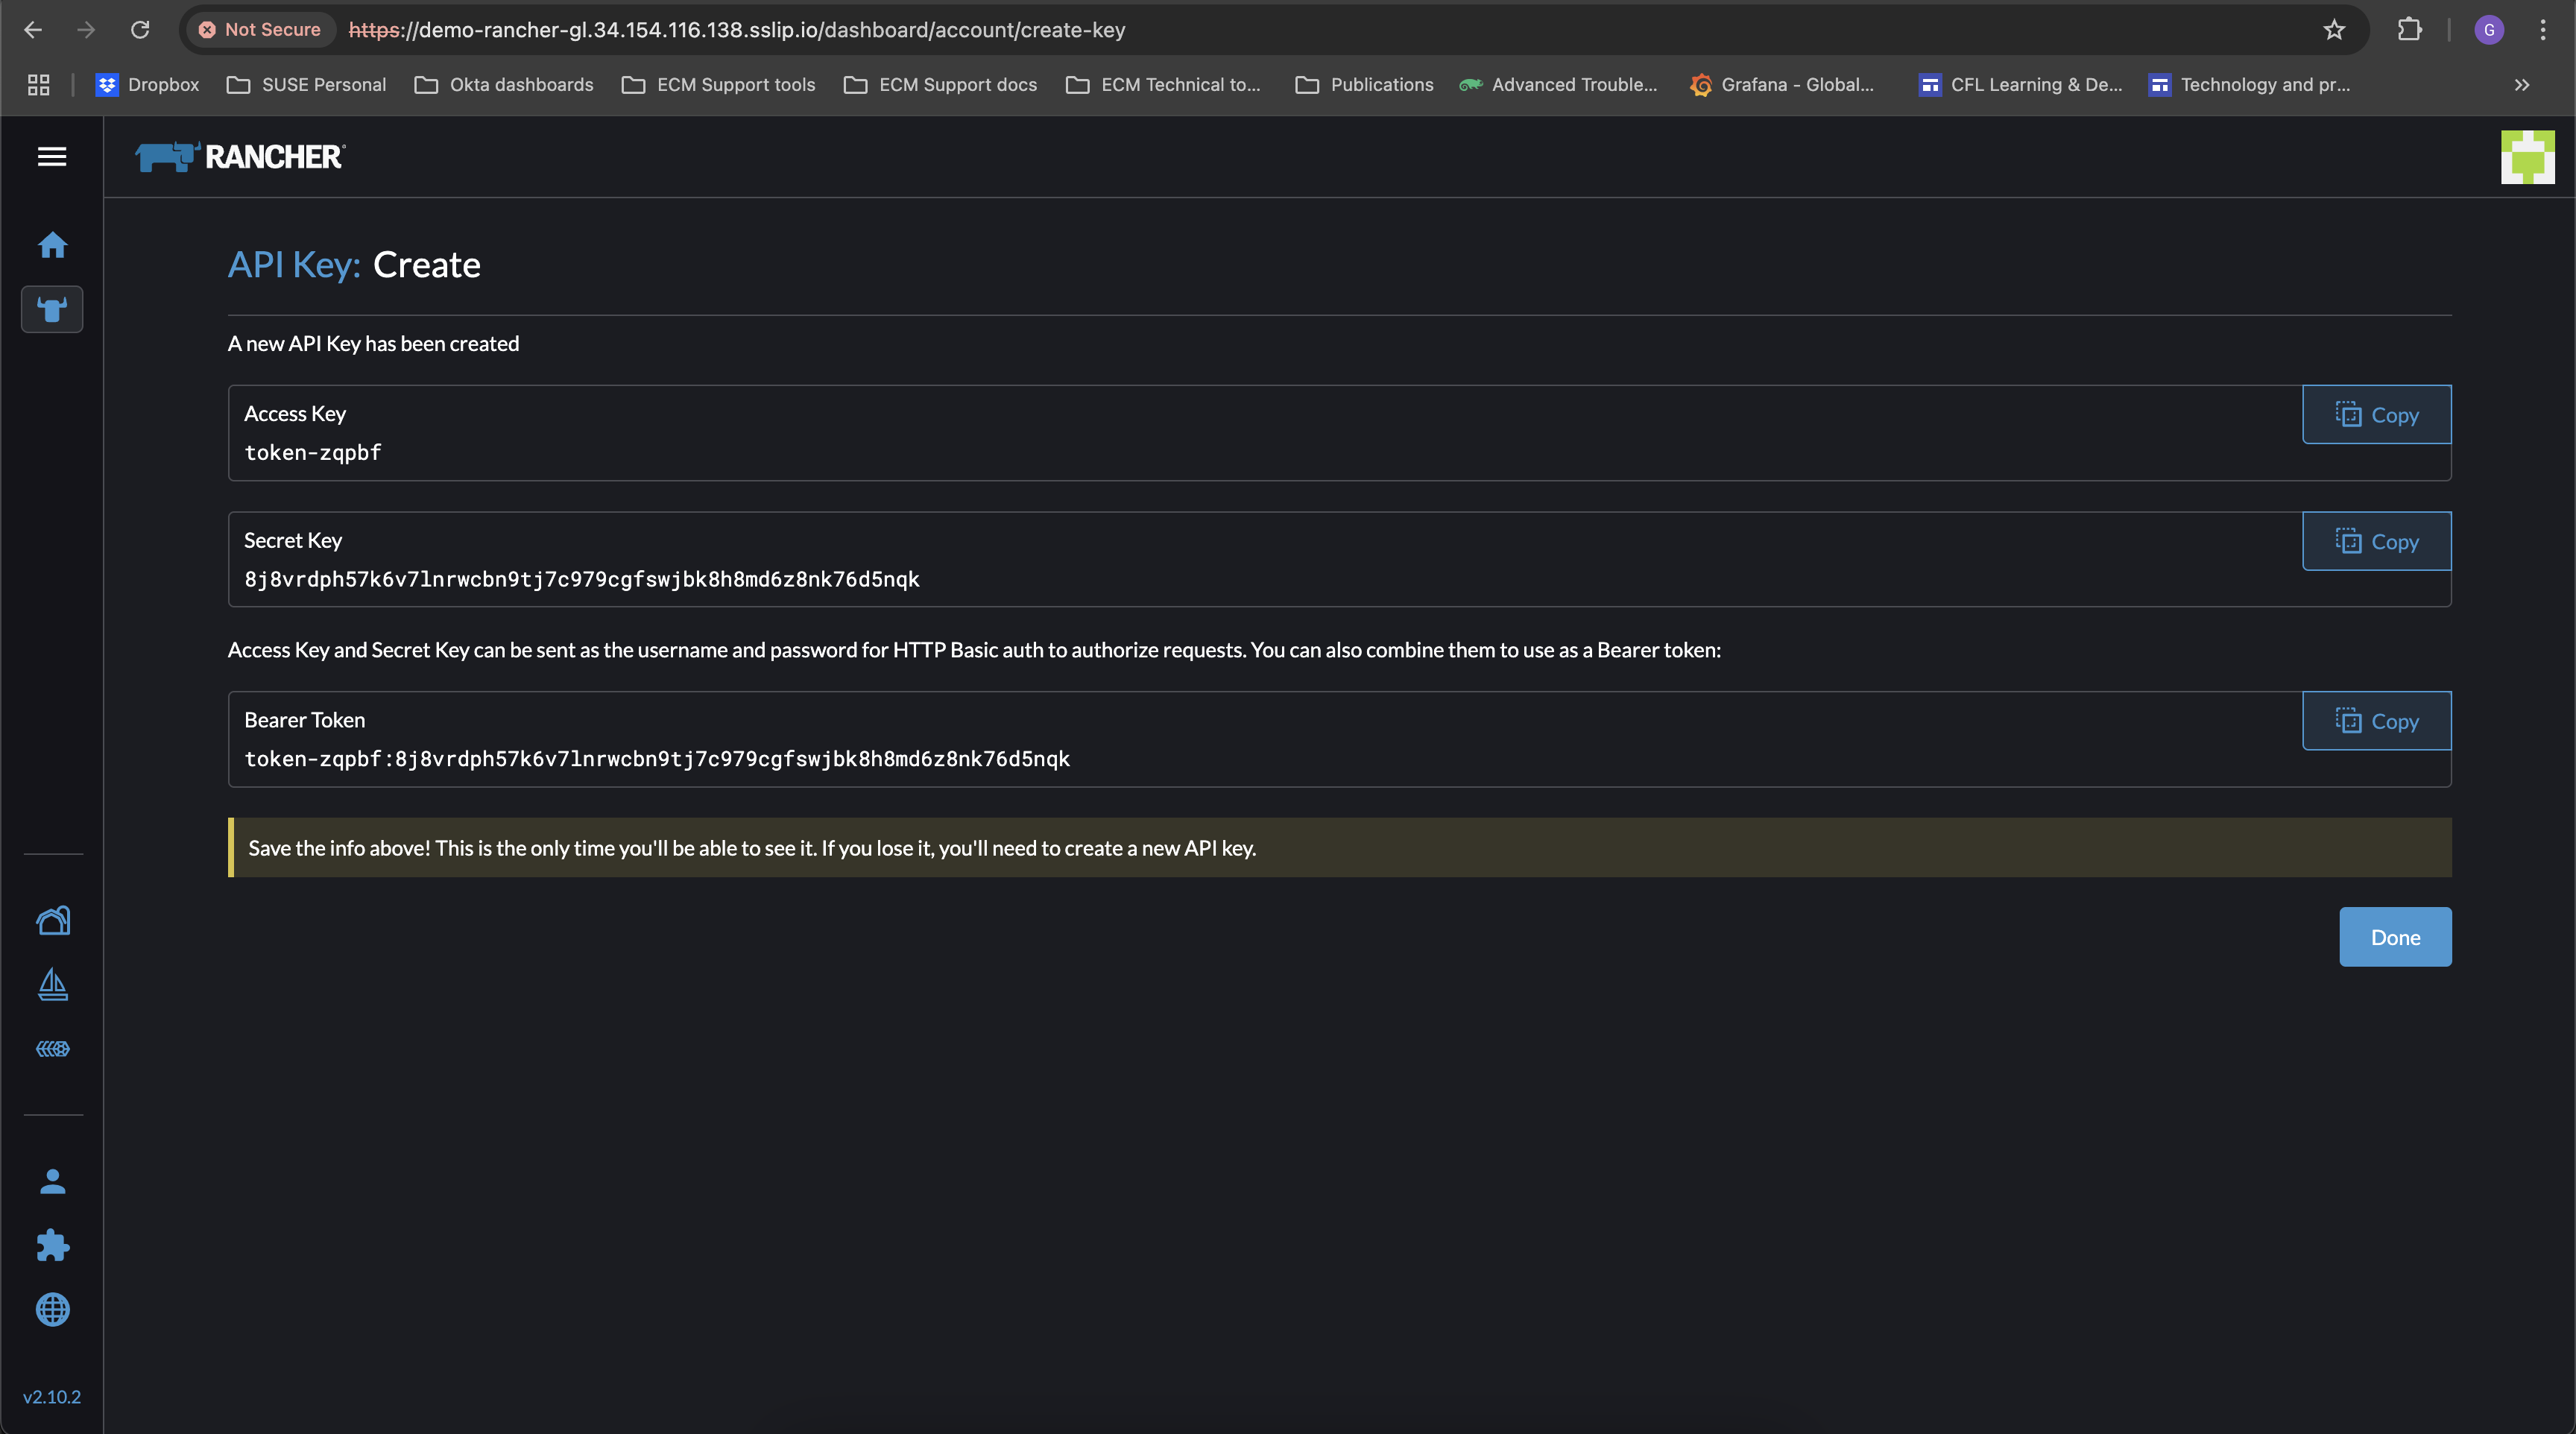 Not Secure https://demo-rancher-gl.34.154.116.138.sslip.io/dashboard/account/create-key G
Dropbox SUSE Personal Okta dashboards ECM Support tools ECM Support docs ECM Technical to... Publications Advanced Trouble... Grafana - Global... CFL Learning & De... Technology and pr... »
RANCHER
API Key: Create
A new API Key has been created
Access Key
Copy
token-zqpbf
Secret Key
Copy
8j8vrdph57k6v7lnrwcbn9tj7c979cgfswjbk8h8md6z8nk76d5nqk
Access Key and Secret Key can be sent as the username and password for HTTP Basic auth to authorize requests. You can also combine them to use as a Bearer token:
Bearer Token
Copy
token-zqpbf:8j8vrdph57k6v7lnrwcbn9tj7c979cgfswjbk8h8md6z8nk76d5nqk
Save the info above! This is the only time you'll be able to see it. If you lose it, you'll need to create a new API key.
Done
v2.10.2